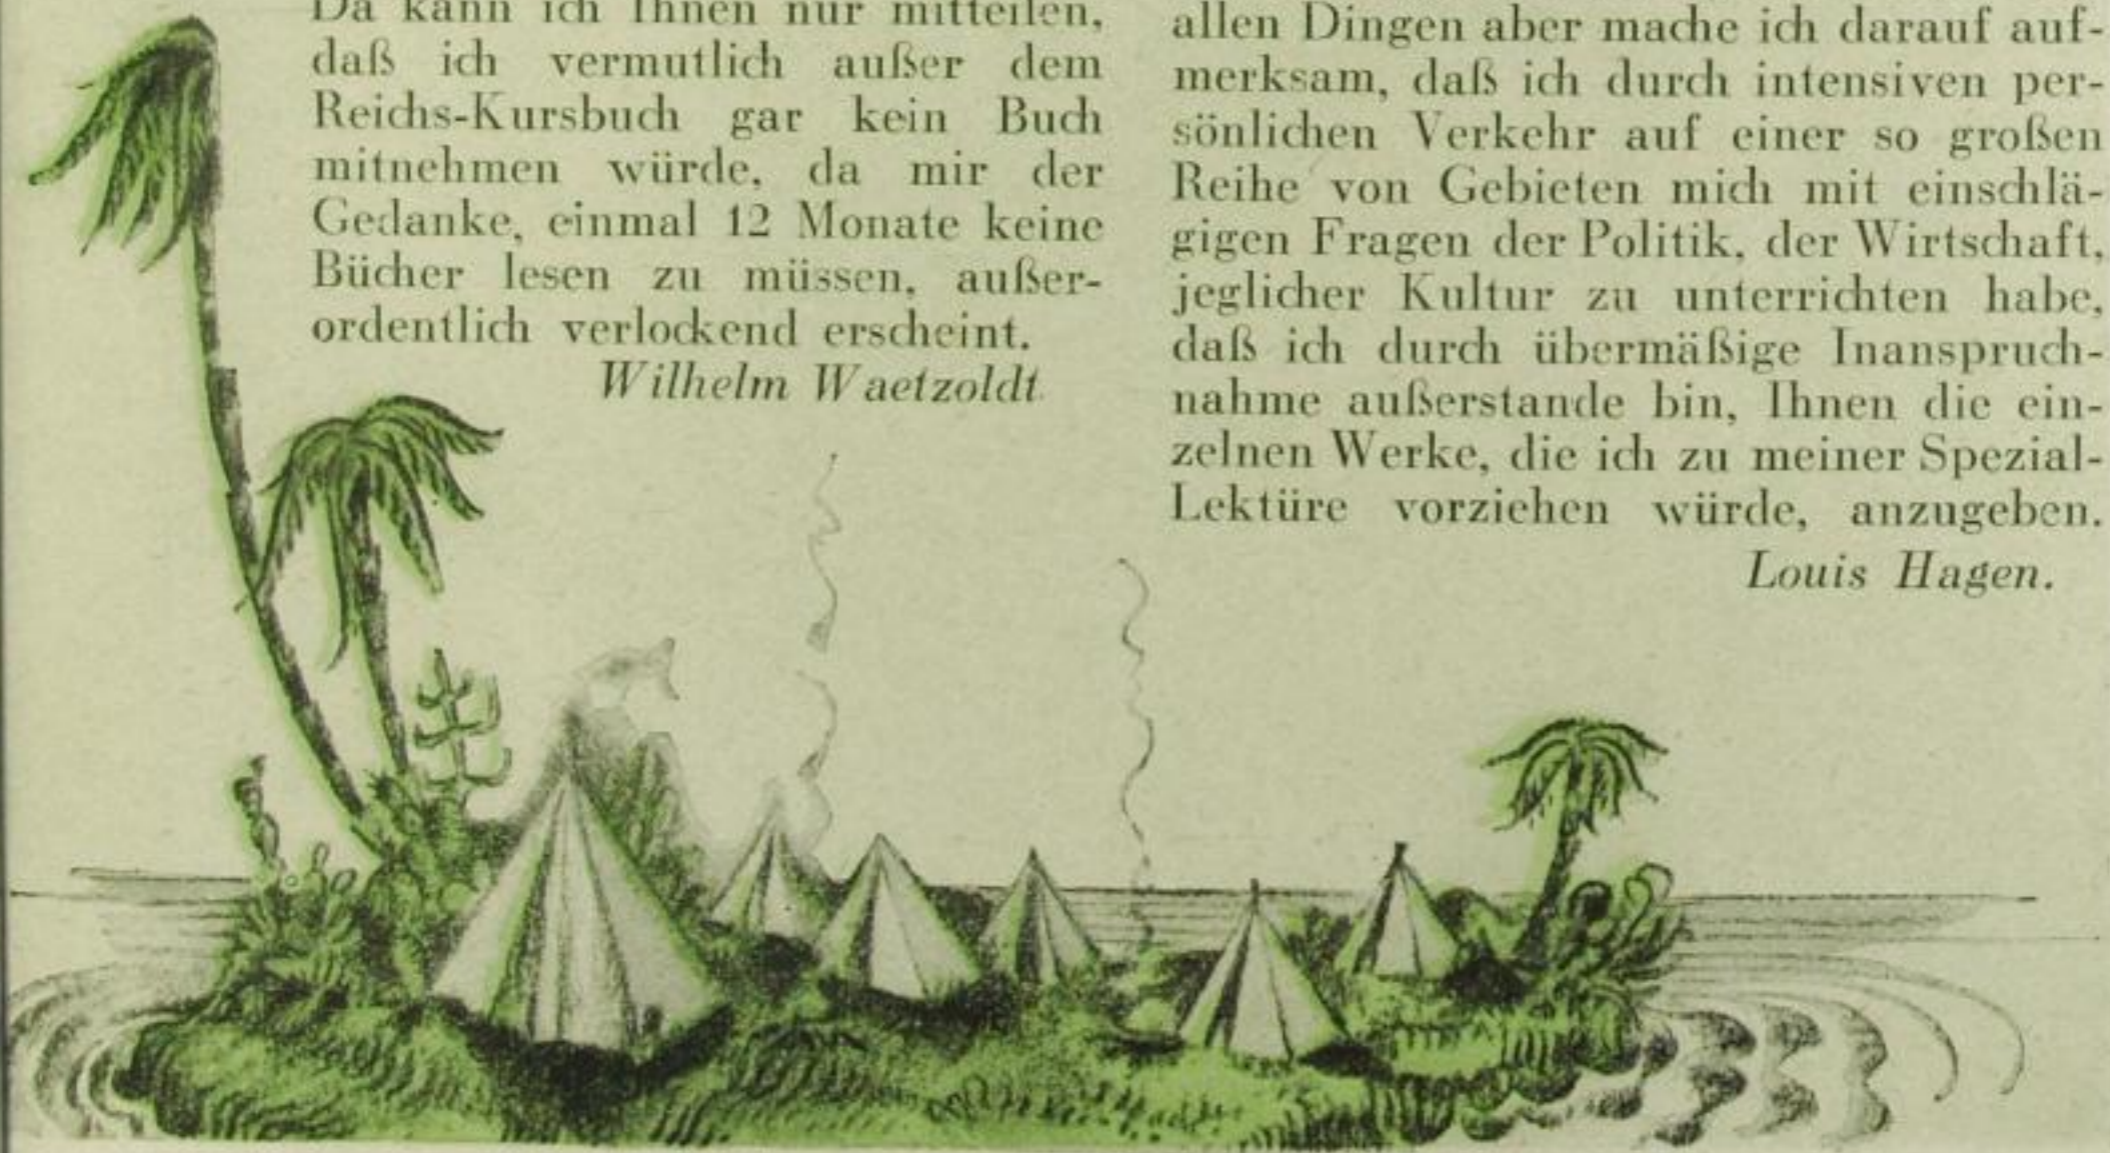 Da kann ich Ihnen nur mitteilen,
daß ich vermutlich außer dem
Reichs-Kursbuch gar kein Buch
mitnehmen würde, da mir der
Gedanke, einmal 12 Monate keine
Bücher lesen zu müssen, außer-
ordentlich verlockend erscheint.
Wilhelm Waetzoldt
allen Dingen aber mache ich darauf auf-
merksam, daß ich durch intensiven per-
sönlichen Verkehr auf einer so großen
Reihe von Gebieten mich mit einschlä-
gigen Fragen der Politik, der Wirtschaft,
jeglicher Kultur zu unterrichten habe,
daß ich durch übermäßige Inanspruch-
nahme außerstande bin, Ihnen die ein-
zelnen Werke, die ich zu meiner Spezial-
Lektüre vorziehen würde, anzugeben.
Louis Hagen.